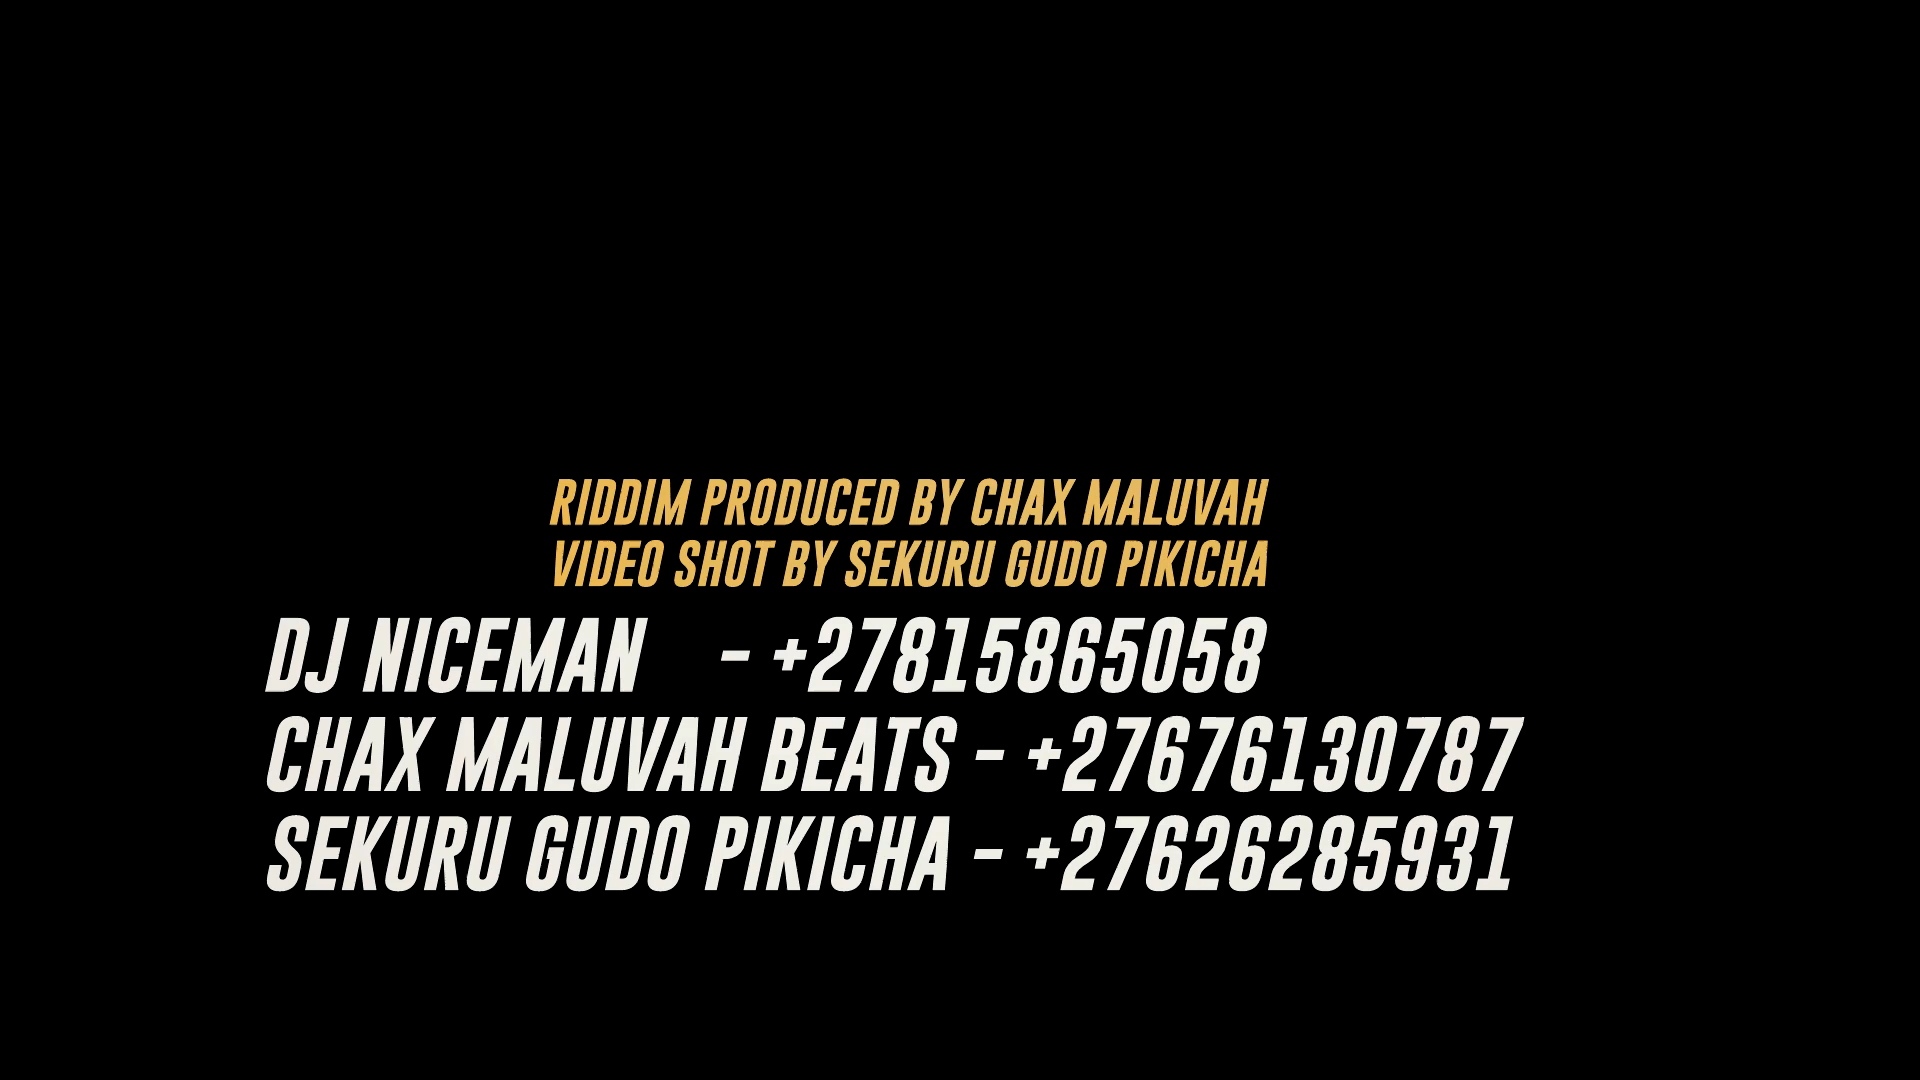 RIDDIM PRODUCED BY CHAX MALUVAH
VIDEO SHOT BY SEKURU GUDO PIKICHA
DJ NICEMAN - +27815865058
CHAX MALUVAH BEATS - +27676130787
SEKURU GUDO PIKICHA - +27626285931